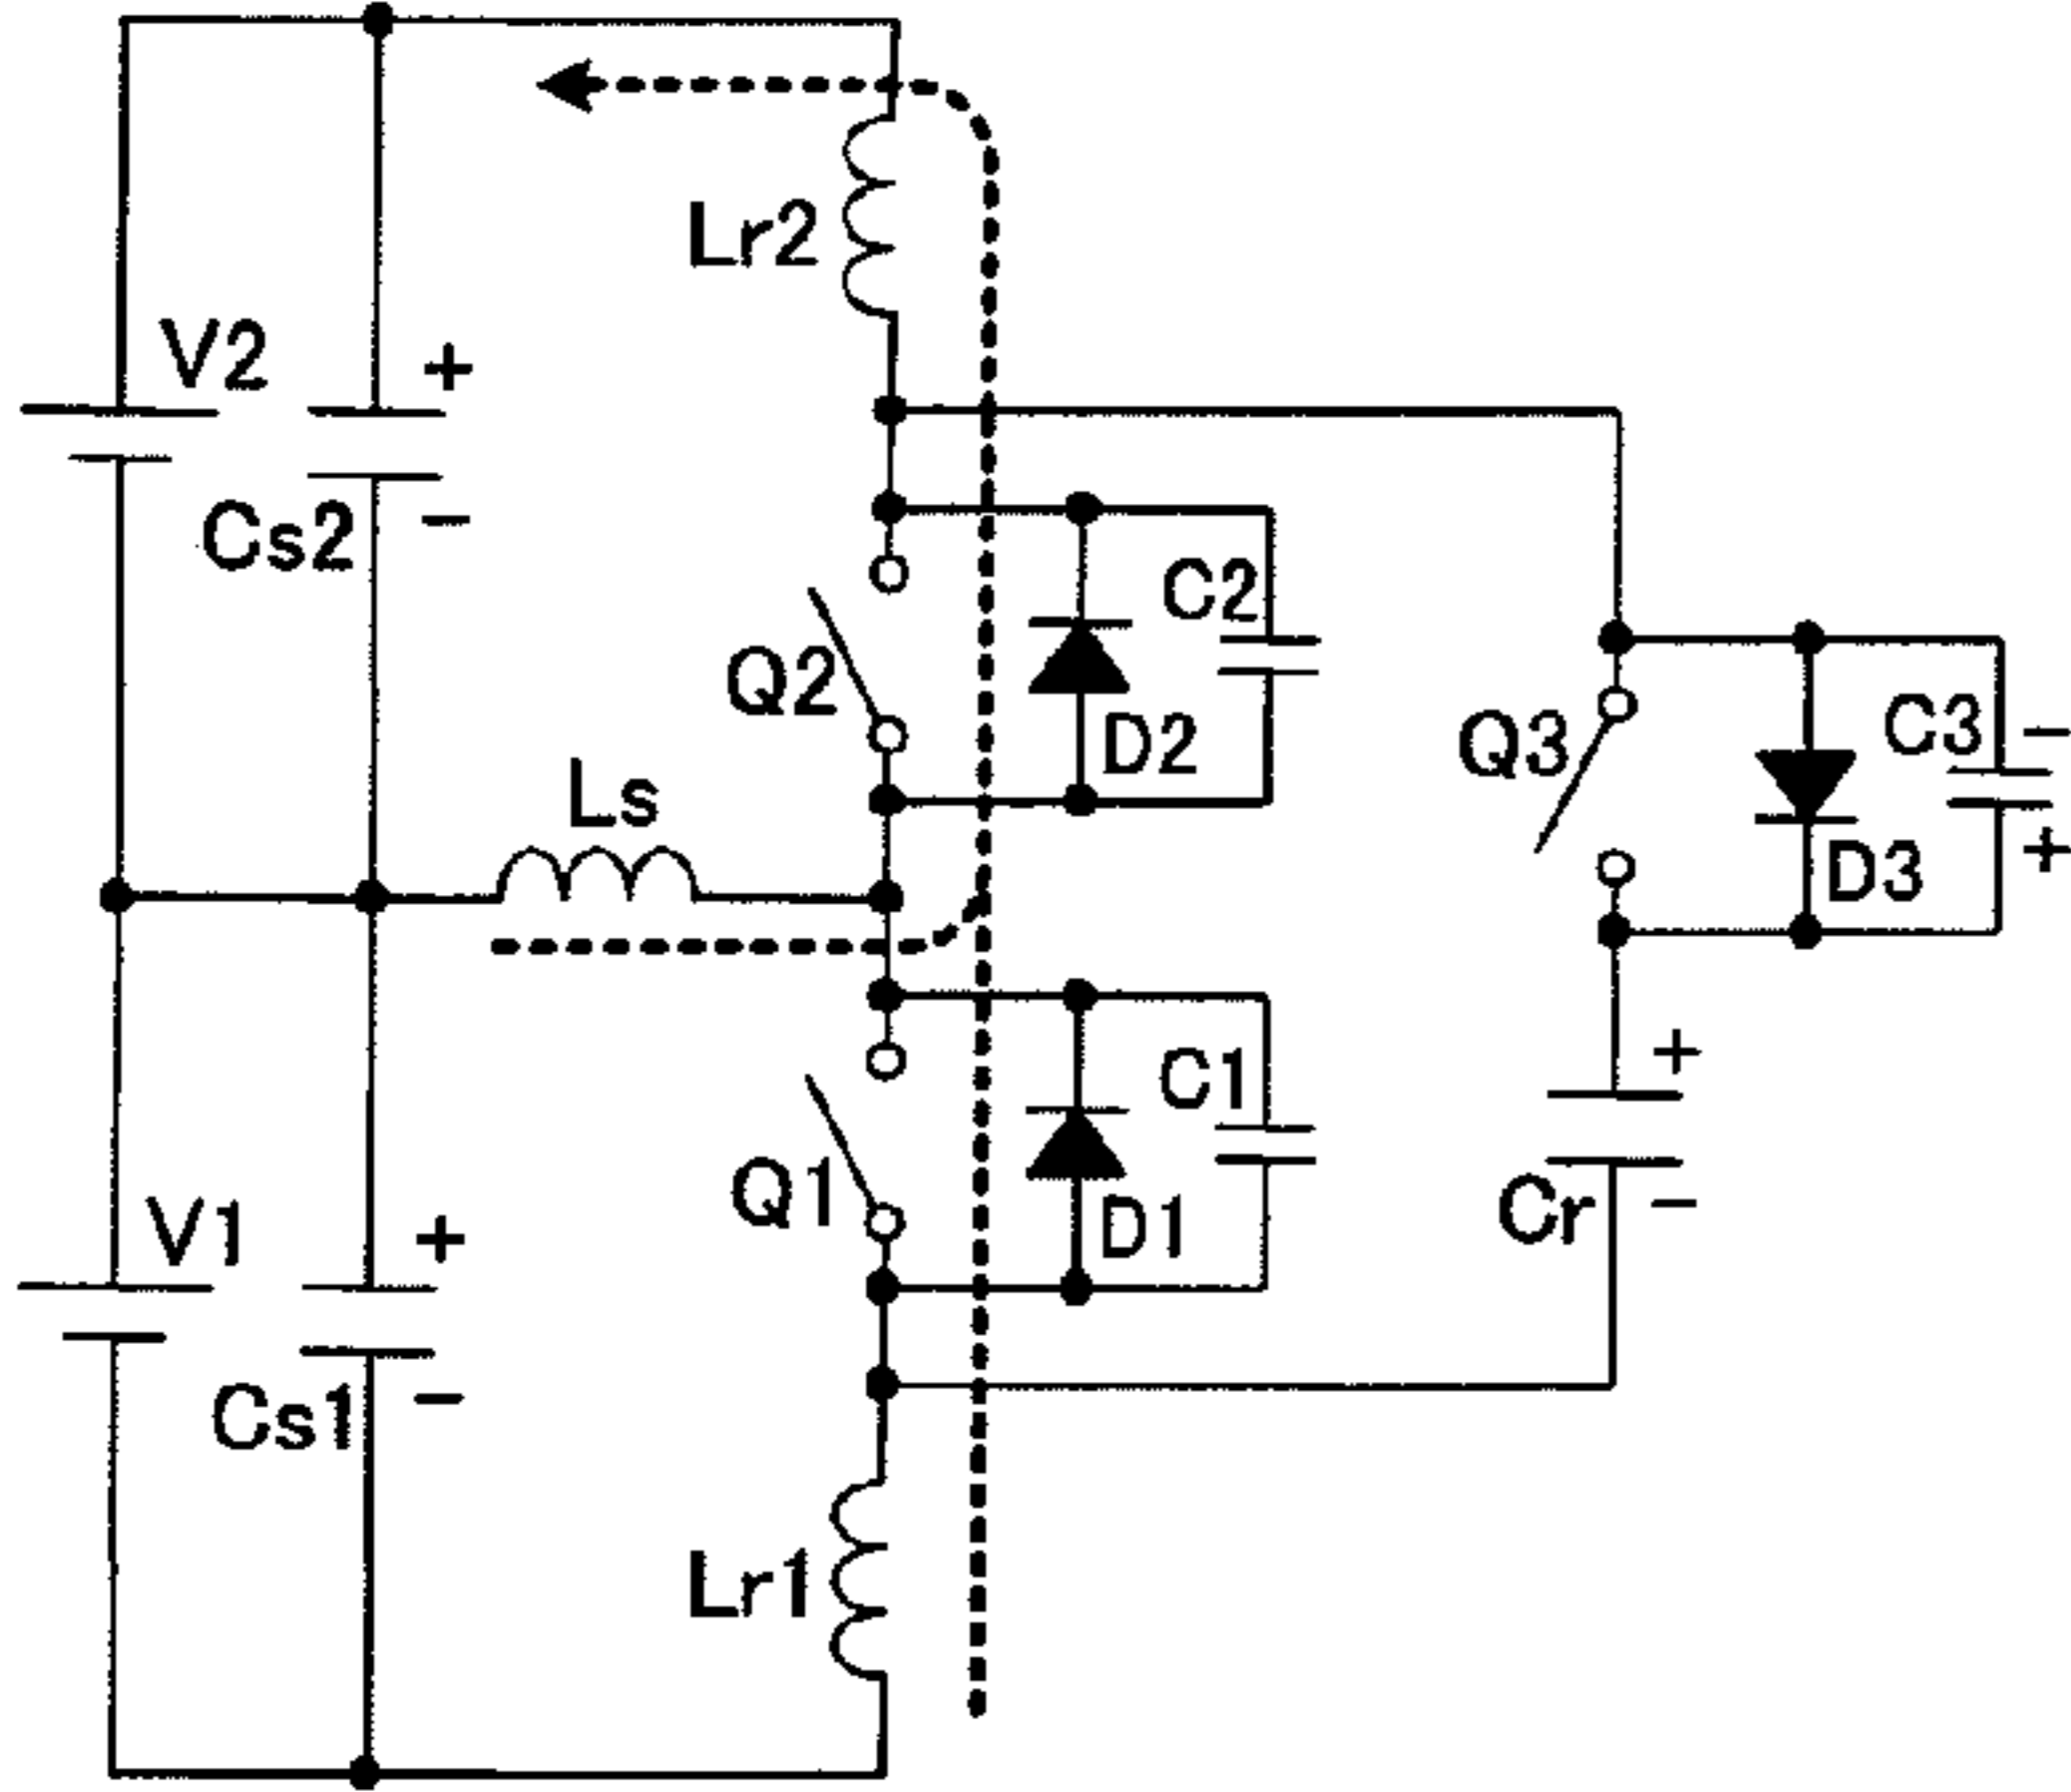 Lr2
V2
+
Cs2
−
C2
Q2
D2
Q3
C3
−
+
D3
Ls
C1
+
Q1
D1
Cr
−
V1
+
Cs1
−
Lr1